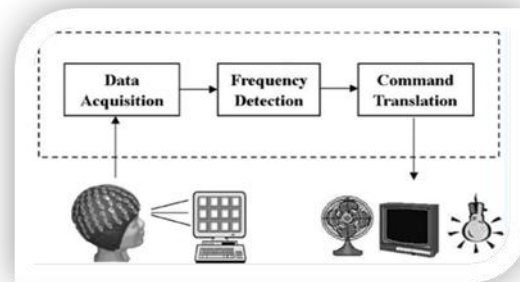 Data
Acquisition
Frequency
Detection
Command
Translation